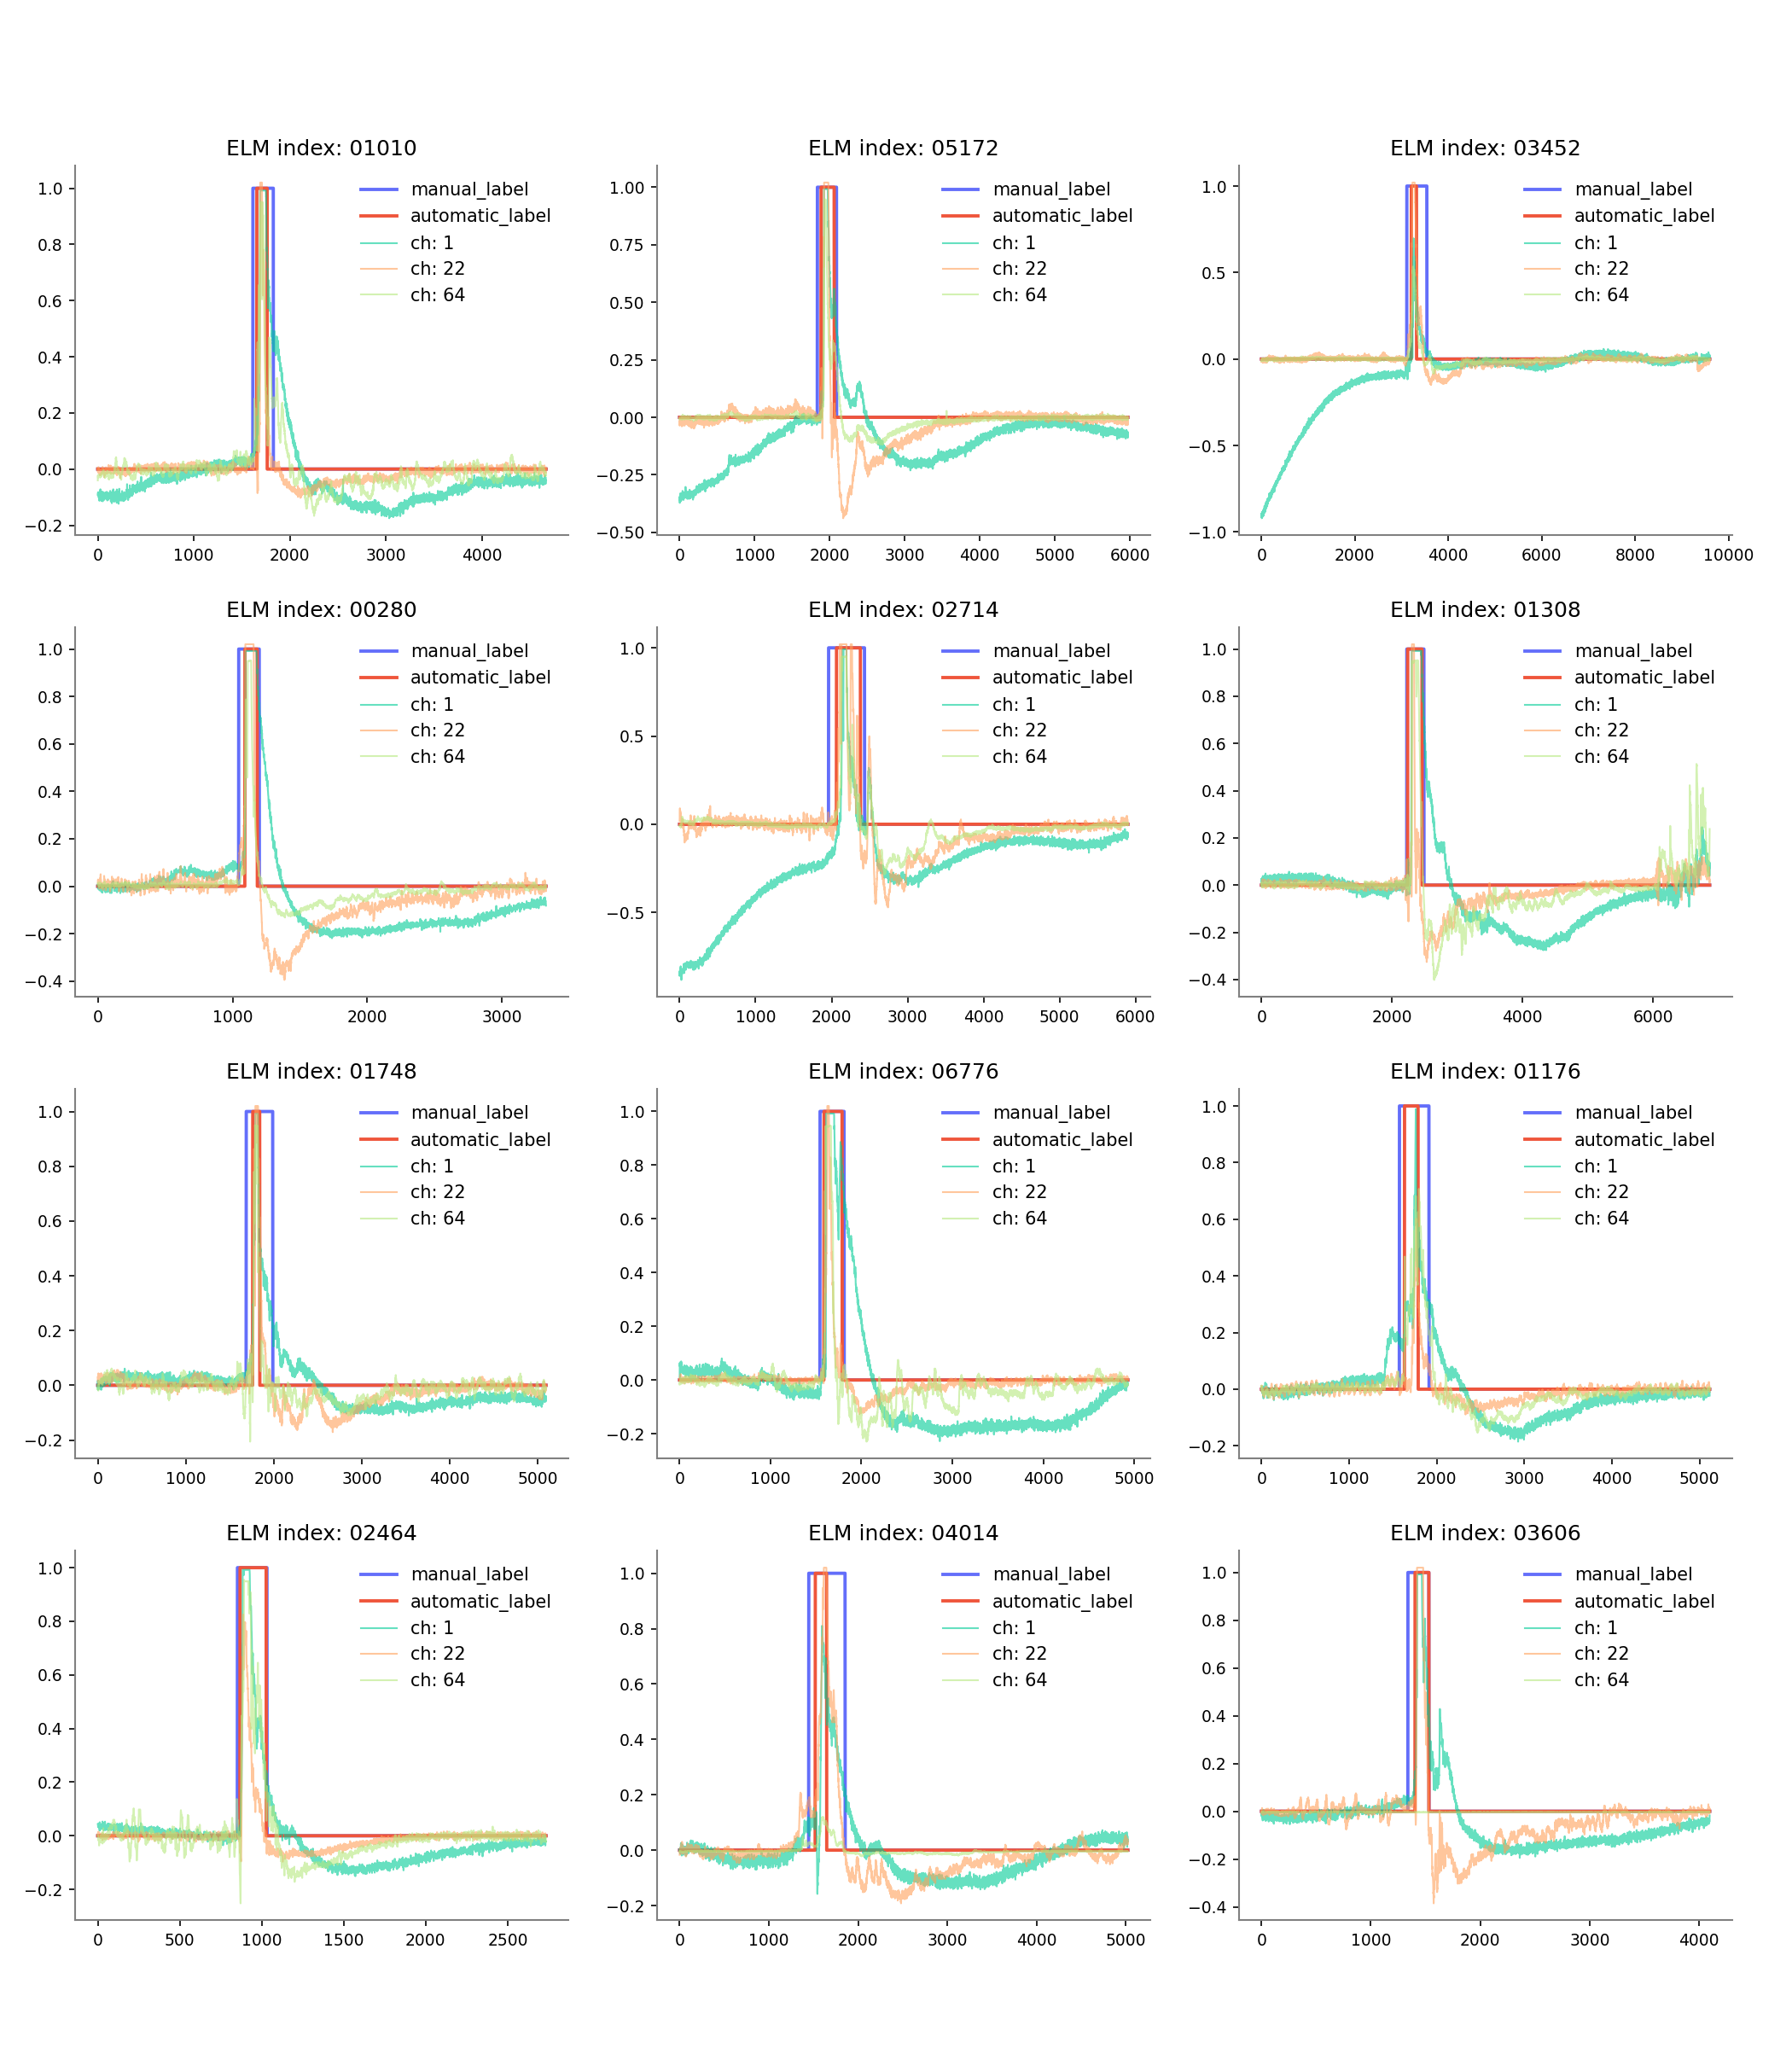 ELM index: 01010
manual_label
automatic_label
ch: 1
ch: 22
ch: 64
1.0
0.8
0.6
0.4
0.2
0.0
−0.2
0 1000 2000 3000 4000
ELM index: 05172
manual_label
automatic_label
ch: 1
ch: 22
ch: 64
1.00
0.75
0.50
0.25
0.00
−0.25
−0.50
0 1000 2000 3000 4000 5000 6000
ELM index: 03452
manual_label
automatic_label
ch: 1
ch: 22
ch: 64
1.0
0.5
0.0
−0.5
−1.0
0 2000 4000 6000 8000 10000
ELM index: 00280
manual_label
automatic_label
ch: 1
ch: 22
ch: 64
1.0
0.8
0.6
0.4
0.2
0.0
−0.2
−0.4
0 1000 2000 3000
ELM index: 02714
manual_label
automatic_label
ch: 1
ch: 22
ch: 64
1.0
0.5
0.0
−0.5
0 1000 2000 3000 4000 5000 6000
ELM index: 01308
manual_label
automatic_label
ch: 1
ch: 22
ch: 64
1.0
0.8
0.6
0.4
0.2
0.0
−0.2
−0.4
0 2000 4000 6000
ELM index: 01748
manual_label
automatic_label
ch: 1
ch: 22
ch: 64
1.0
0.8
0.6
0.4
0.2
0.0
−0.2
0 1000 2000 3000 4000 5000
ELM index: 06776
manual_label
automatic_label
ch: 1
ch: 22
ch: 64
1.0
0.8
0.6
0.4
0.2
0.0
−0.2
0 1000 2000 3000 4000 5000
ELM index: 01176
manual_label
automatic_label
ch: 1
ch: 22
ch: 64
1.0
0.8
0.6
0.4
0.2
0.0
−0.2
0 1000 2000 3000 4000 5000
ELM index: 02464
manual_label
automatic_label
ch: 1
ch: 22
ch: 64
1.0
0.8
0.6
0.4
0.2
0.0
−0.2
0 500 1000 1500 2000 2500
ELM index: 04014
manual_label
automatic_label
ch: 1
ch: 22
ch: 64
1.0
0.8
0.6
0.4
0.2
0.0
−0.2
0 1000 2000 3000 4000 5000
ELM index: 03606
manual_label
automatic_label
ch: 1
ch: 22
ch: 64
1.0
0.8
0.6
0.4
0.2
0.0
−0.2
−0.4
0 1000 2000 3000 4000